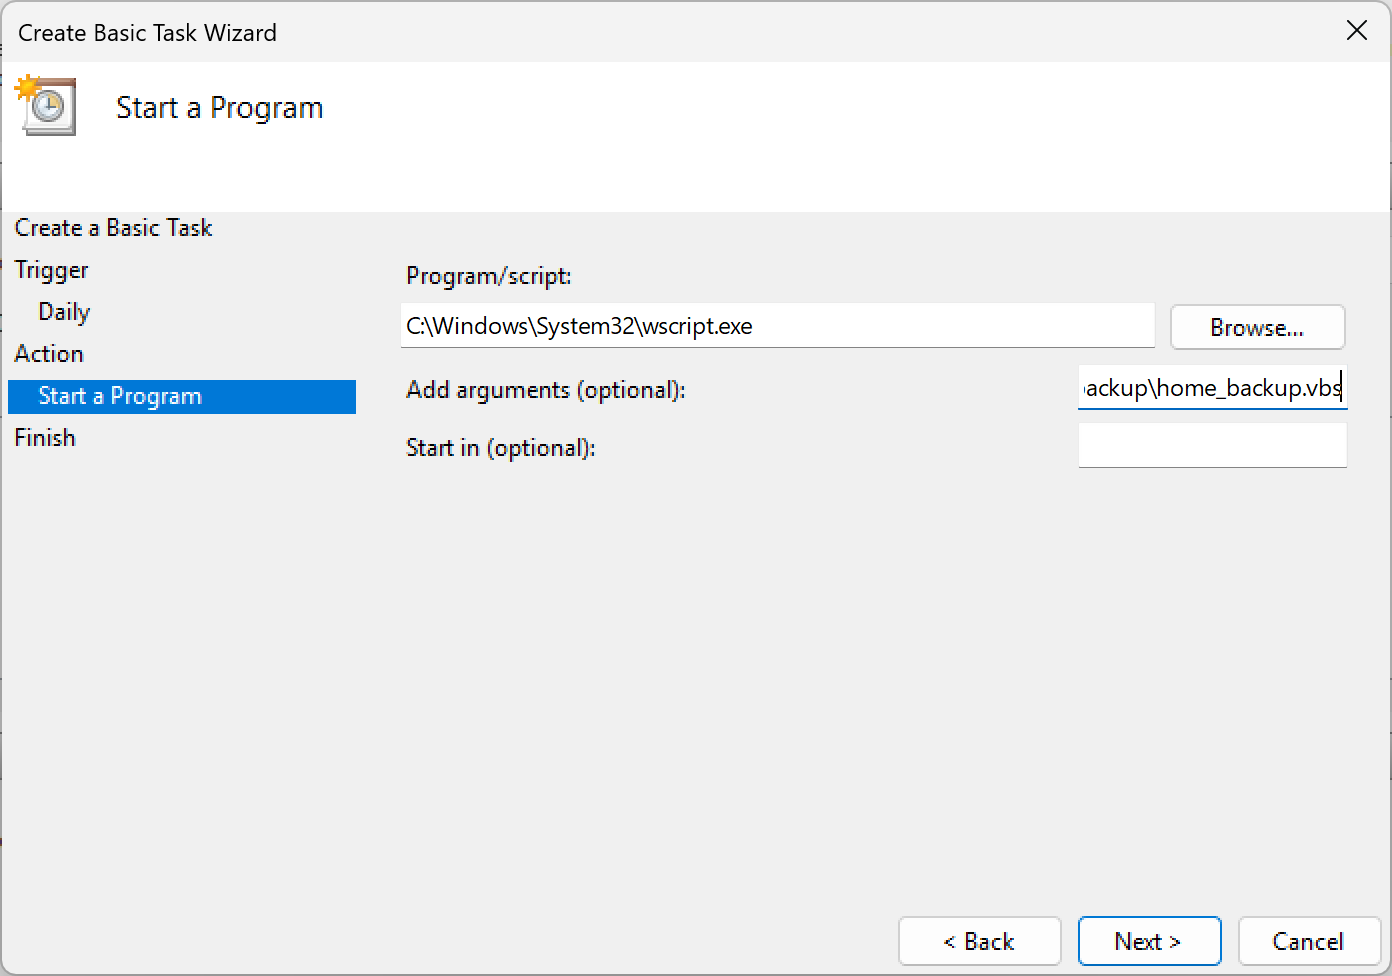 Create Basic Task Wizard
Start a Program
Create a Basic Task
Trigger
Daily
Action
Start a Program
Finish
Program/script:
C:\Windows\System32\wscript.exe
Browse...
Add arguments (optional):
ackup\home_backup.vbs
Start in (optional):
< Back
Next >
Cancel